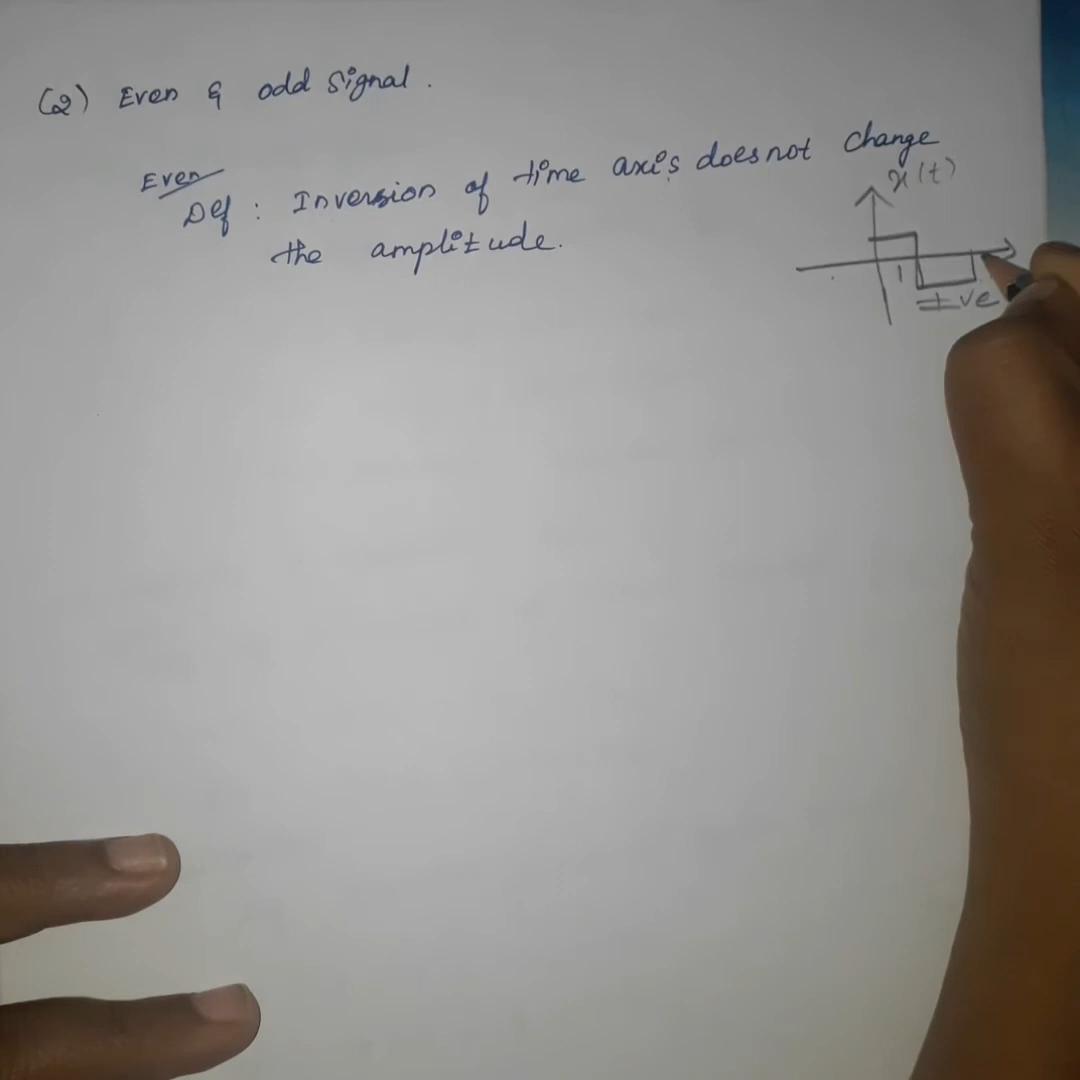 (2) Even & odd Signal.
Even
Def : Inversion of time axis does not change
the amplitude.
x(t)
1
+ve